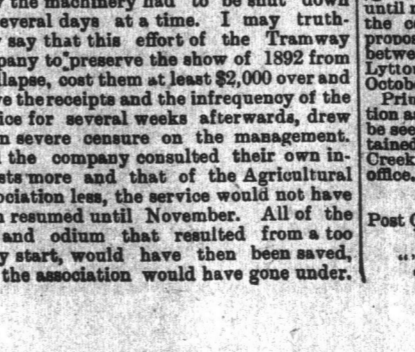 the machinery had to be shut down
several days at a time. I may truth-
say that this effort of the Tramway
pany to preserve the show of 1892 from
llapse, cost them at least $2,000 over and
e the receipts and the infrequency of the
ice for several weeks afterwards, drew
n severe censure on the management.
the company consulted their own in-
sts more and that of the Agricultural
ociation less, the service would not have
n resumed until November. All of the
and odium that resulted from a too
y start, would have then been saved,
the association would have gone under.
until n
the o
propos
betwe
Lytto
Octob
Pri
tion a
be see
tained
Creek
office.
Post O